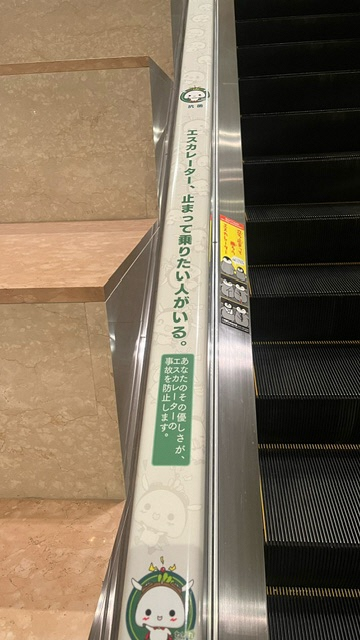 抗菌
エスカレーター、止まって乗りたい人がいる。
あなたのその優しさが、
エスカレーターの
事故を防止します。